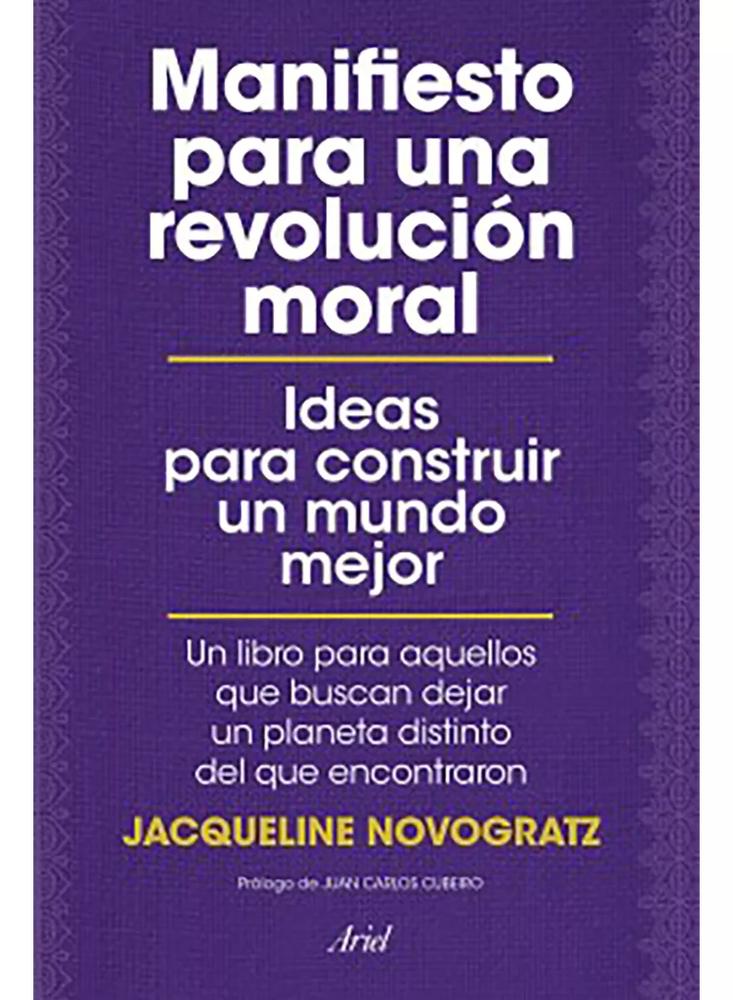 Manifiesto
para una
revolución
moral
Ideas
para construir
un mundo
mejor
Un libro para aquellos
que buscan dejar
un planeta distinto
del que encontraron
JACQUELINE NOVOGRATZ
Prólogo de JUAN CARLOS CUBEIRO
Ariel